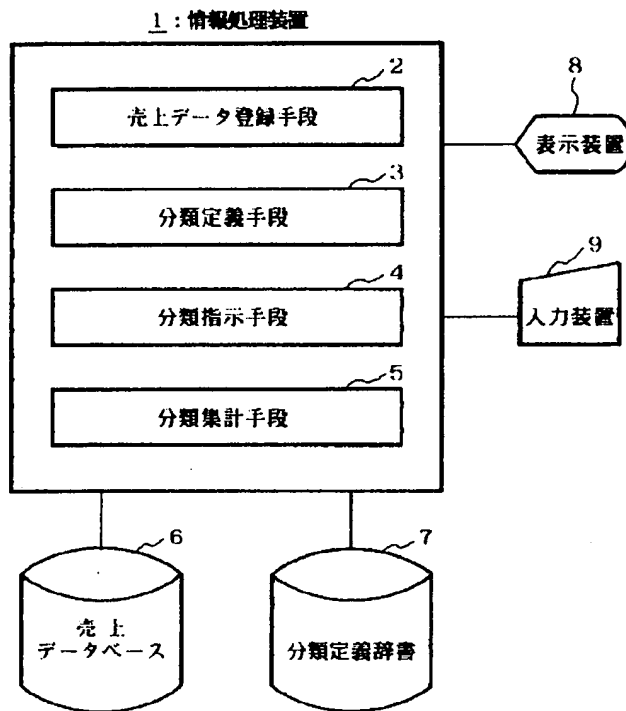 1：情報処理装置
2
売上データ登録手段
3
分類定義手段
4
分類指示手段
5
分類集計手段
8
表示装置
9
入力装置
6
売上
データベース
7
分類定義辞書